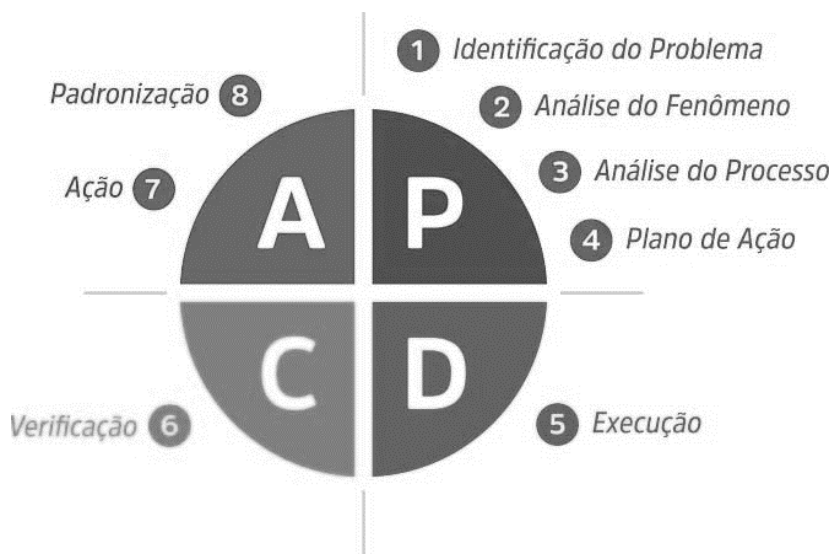 1 Identificação do Problema
2 Análise do Fenômeno
3 Análise do Processo
4 Plano de Ação
Padronização 8
Ação 7
A P
C D
Verificação 6
5 Execução